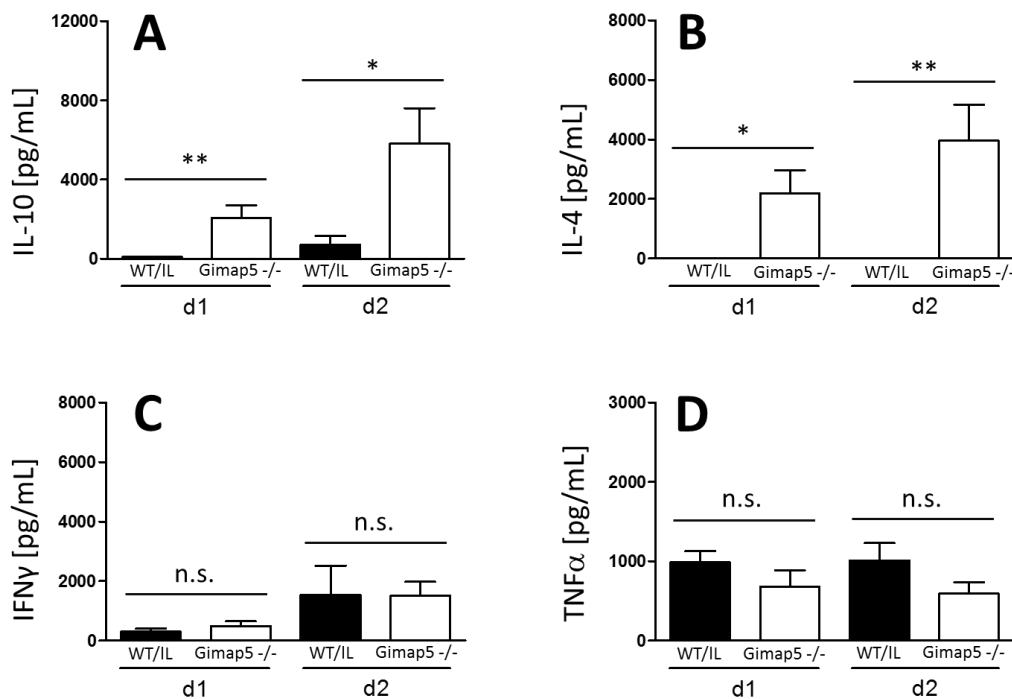 A
IL-10 [pg/mL]
12000
8000
4000
0
**
*
WT/IL
Gimap5 -/-
WT/IL
Gimap5 -/-
d1
d2
B
IL-4 [pg/mL]
8000
6000
4000
2000
0
*
**
WT/IL
Gimap5 -/-
WT/IL
Gimap5 -/-
d1
d2
C
IFNγ [pg/mL]
8000
6000
4000
2000
0
n.s.
n.s.
WT/IL
Gimap5 -/-
WT/IL
Gimap5 -/-
d1
d2
D
TNFα [pg/mL]
3000
2000
1000
0
n.s.
n.s.
WT/IL
Gimap5 -/-
WT/IL
Gimap5 -/-
d1
d2